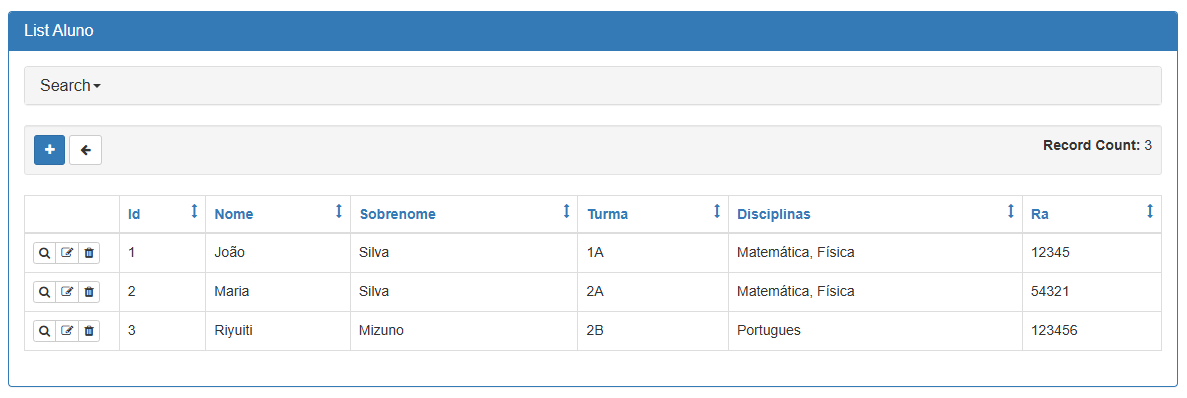 List Aluno
Search
Record Count: 3
Id Nome Sobrenome Turma Disciplinas Ra
1 João Silva 1A Matemática, Física 12345
2 Maria Silva 2A Matemática, Física 54321
3 Riyuiti Mizuno 2B Portugues 123456